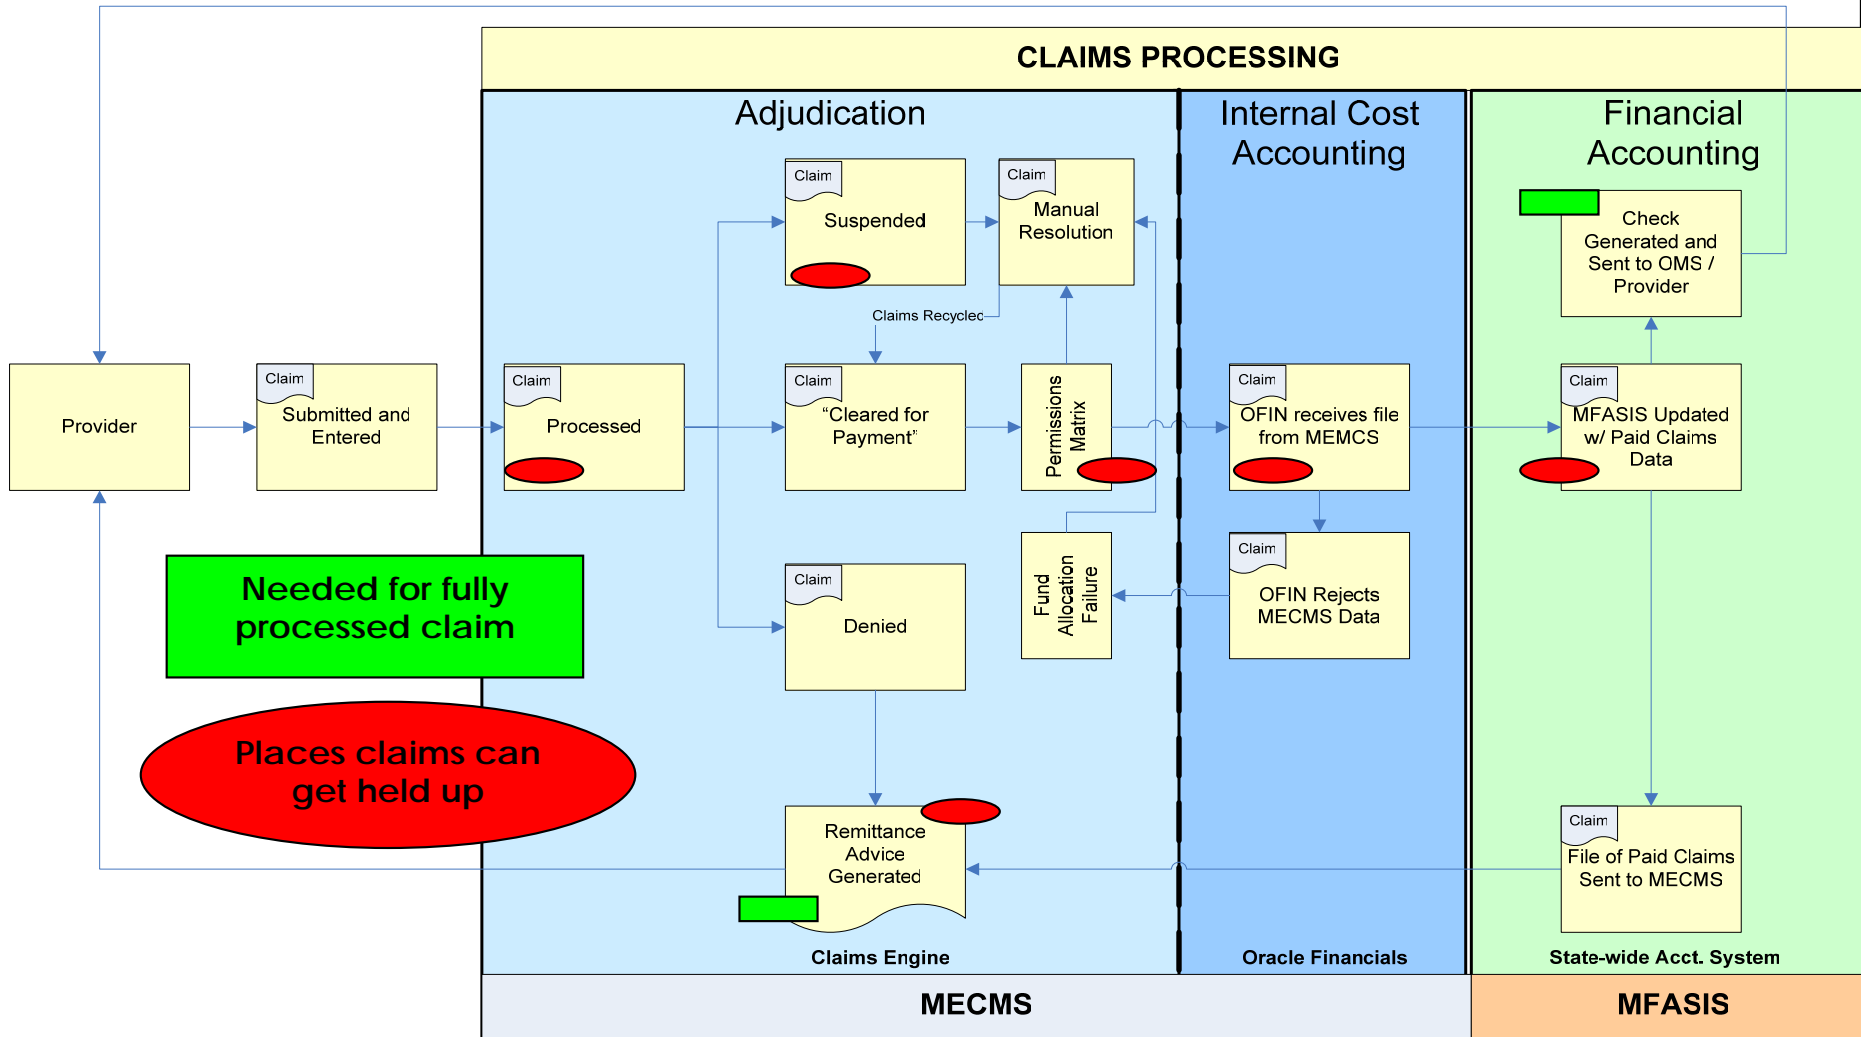 CLAIMS PROCESSING
Adjudication
Internal Cost
Accounting
Financial
Accounting
Claim
Suspended
Claim
Manual
Resolution
Check
Generated and
Sent to OMS /
Provider
Claims Recycled
Provider
Claim
Submitted and
Entered
Claim
Processed
Claim
“Cleared for
Payment”
Permissions
Matrix
Claim
OFIN receives file
from MEMCS
Claim
MFASIS Updated
w/ Paid Claims
Data
Needed for fully
processed claim
Claim
Denied
Fund
Allocation
Failure
Claim
OFIN Rejects
MECMS Data
Places claims can
get held up
Remittance
Advice
Generated
Claim
File of Paid Claims
Sent to MECMS
Claims Engine
Oracle Financials
State-wide Acct. System
MECMS
MFASIS